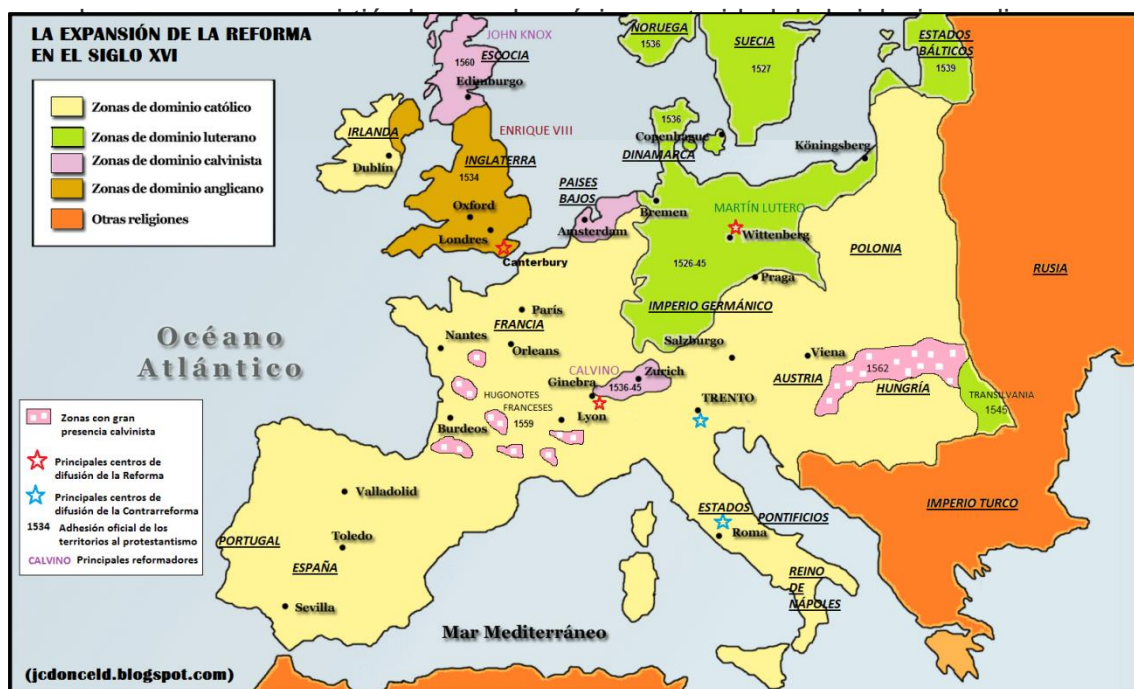 LA EXPANSIÓN DE LA REFORMA
EN EL SIGLO XVI
Zonas de dominio católico
Zonas de dominio luterano
Zonas de dominio calvinista
Zonas de dominio anglicano
Otras religiones
JOHN KNOX
ESCOCIA
1560
Edimburgo
NORUEGA
1536
SUECIA
1527
ESTADOS
BÁLTICOS
1539
IRLANDA
Dublín
ENRIQUE VIII
INGLATERRA
1534
Oxford
Londres
Canterbury
1536
Copenhague
DINAMARCA
Köningsberg
PAISES
BAJOS
Amsterdam
Bremen
MARTÍN LUTERO
Wittenberg
1526-45
Praga
IMPERIO GERMÁNICO
POLONIA
RUSIA
Océano
Atlántico
París
FRANCIA
Nantes
Orleans
Salzburgo
Viena
AUSTRIA
1562
HUNGRÍA
TRANSILVANIA
1545
CALVINO
Ginebra
1536-45
Zurich
HUGONOTES
FRANCESES
1559
Lyon
Burdeos
TRENTO
Zonas con gran
presencia calvinista
Principales centros de
difusión de la Reforma
Principales centros de
difusión de la Contrarreforma
1534 Adhesión oficial de los
territorios al protestantismo
CALVINO Principales reformadores
Valladolid
PORTUGAL
Toledo
ESPAÑA
Sevilla
ESTADOS
PONTIFICIOS
Roma
REINO
DE
NÁPOLES
IMPERIO TURCO
Mar Mediterráneo
(jcdonceld.blogspot.com)